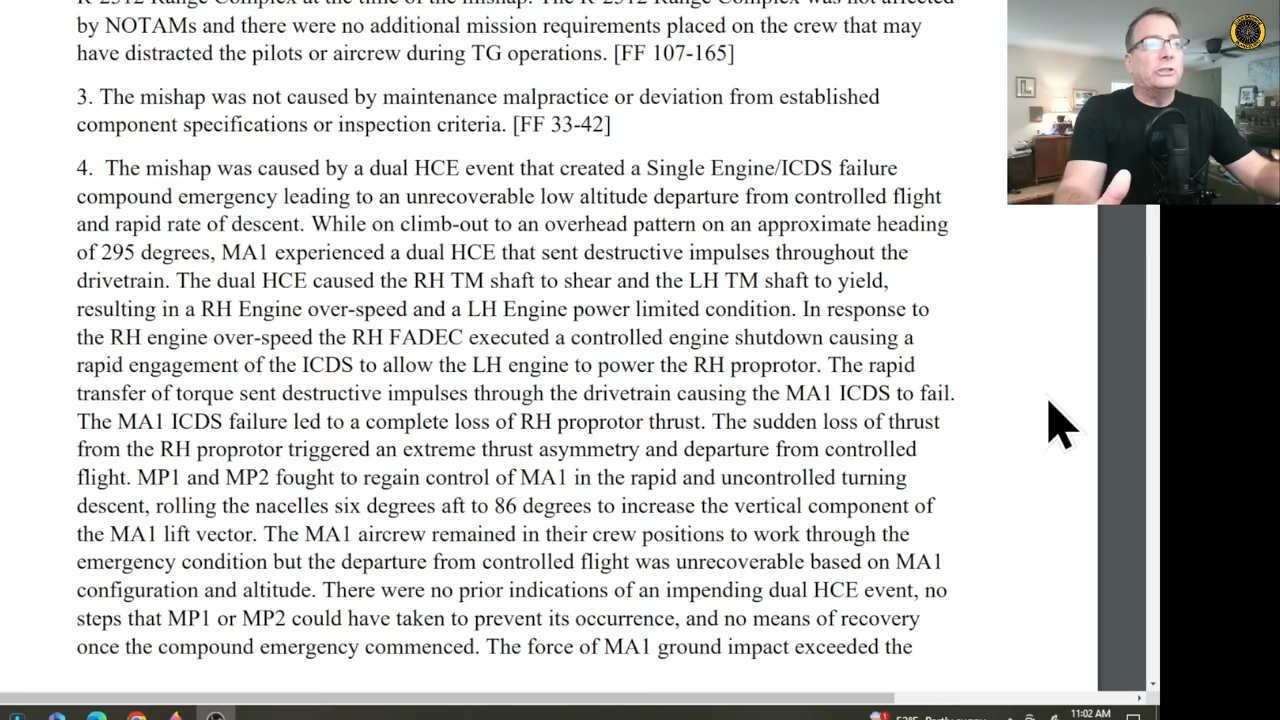 R-2512 Range Complex at the time of the mishap. The R-2512 Range Complex was not affected
by NOTAMs and there were no additional mission requirements placed on the crew that may
have distracted the pilots or aircrew during TG operations. [FF 107-165]
3. The mishap was not caused by maintenance malpractice or deviation from established
component specifications or inspection criteria. [FF 33-42]
4.  The mishap was caused by a dual HCE event that created a Single Engine/ICDS failure
compound emergency leading to an unrecoverable low altitude departure from controlled flight
and rapid rate of descent. While on climb-out to an overhead pattern on an approximate heading
of 295 degrees, MA1 experienced a dual HCE that sent destructive impulses throughout the
drivetrain. The dual HCE caused the RH TM shaft to shear and the LH TM shaft to yield,
resulting in a RH Engine over-speed and a LH Engine power limited condition. In response to
the RH engine over-speed the RH FADEC executed a controlled engine shutdown causing a
rapid engagement of the ICDS to allow the LH engine to power the RH proprotor. The rapid
transfer of torque sent destructive impulses through the drivetrain causing the MA1 ICDS to fail.
The MA1 ICDS failure led to a complete loss of RH proprotor thrust. The sudden loss of thrust
from the RH proprotor triggered an extreme thrust asymmetry and departure from controlled
flight. MP1 and MP2 fought to regain control of MA1 in the rapid and uncontrolled turning
descent, rolling the nacelles six degrees aft to 86 degrees to increase the vertical component of
the MA1 lift vector. The MA1 aircrew remained in their crew positions to work through the
emergency condition but the departure from controlled flight was unrecoverable based on MA1
configuration and altitude. There were no prior indications of an impending dual HCE event, no
steps that MP1 or MP2 could have taken to prevent its occurrence, and no means of recovery
once the compound emergency commenced. The force of MA1 ground impact exceeded the
11:02 AM